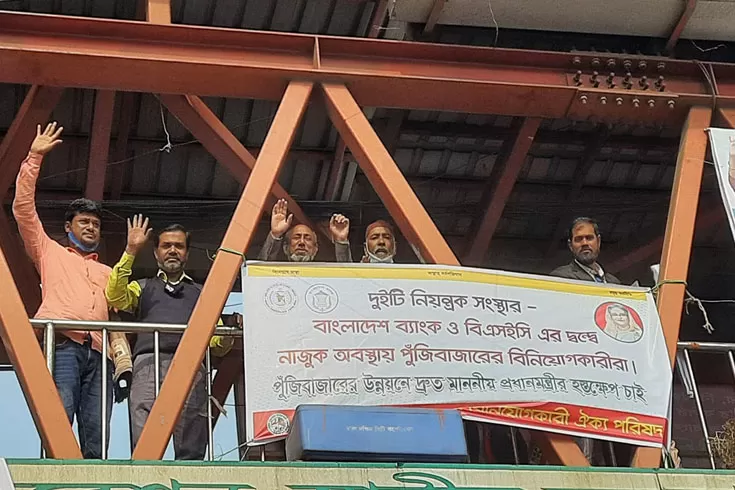 দুইটি নিয়ন্ত্রক সংস্থার –
বাংলাদেশ ব্যাংক ও বিএসইসি এর দ্বন্দ্বে
নাজুক অবস্থায় পুঁজিবাজারের বিনিয়োগকারীরা।
পুঁজিবাজারের উন্নয়নে দ্রুত মাননীয় প্রধানমন্ত্রীর হস্তক্ষেপ চাই
বিনিয়োগকারী ঐক্য পরিষদ